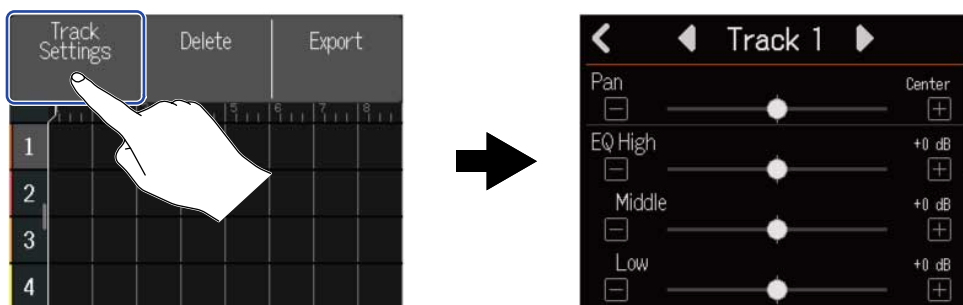 Track
Settings
Delete
Export
5 6 7 8
1
2
3
4
Track 1
Pan
Center
EQ High
+0 dB
Middle
+0 dB
Low
+0 dB